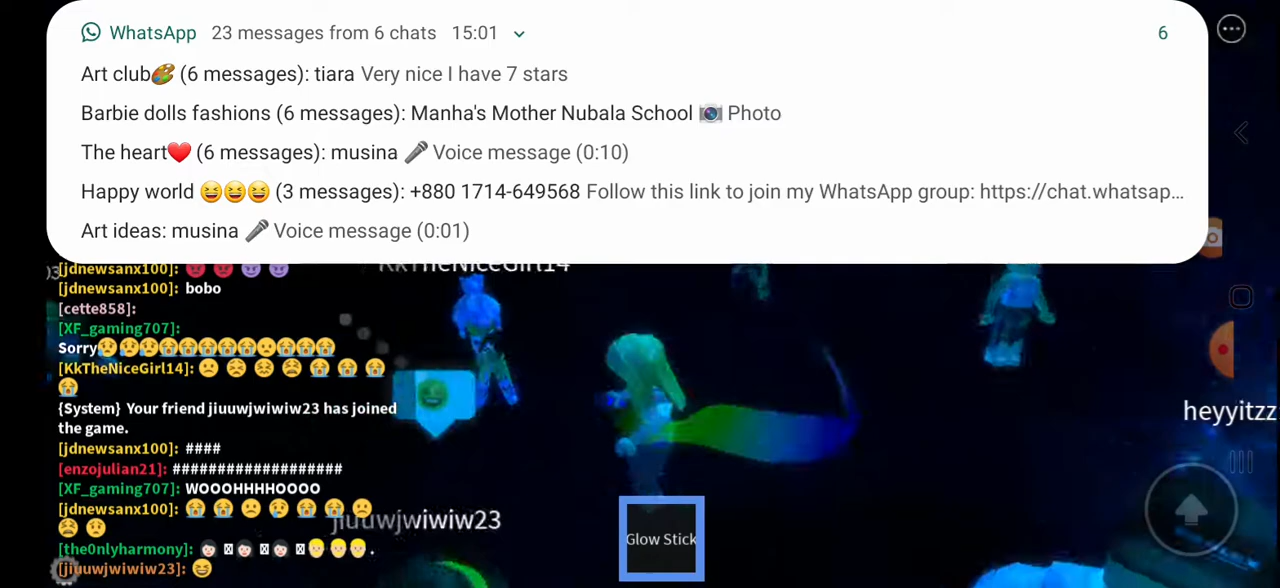 WhatsApp 23 messages from 6 chats 15:01 6
Art club🎨 (6 messages): tiara Very nice I have 7 stars
Barbie dolls fashions (6 messages): Manha's Mother Nubala School 📷 Photo
The heart❤️ (6 messages): musina 🎤 Voice message (0:10)
Happy world 😆😆😆 (3 messages): +880 1714-649568 Follow this link to join my WhatsApp group: https://chat.whatsap…
Art ideas: musina 🎤 Voice message (0:01)
KkTheNiceGirl14
[jdnewsanx100]: 👿 👿 😈 😈
[jdnewsanx100]: bobo
[cette858]:
[XF_gaming707]:
Sorry😢😢😢😭😭😭😭😭🙁😭😭😭
[KkTheNiceGirl14]: 🙁 😣 😖 😫 😭 😭 😭
😭
{System} Your friend jiuuwjwiwiw23 has joined
the game.
heyyitzz
[jdnewsanx100]: ####
[enzojulian21]: ###################
[XF_gaming707]: WOOOHHHHOOOO
[jdnewsanx100]: 😭 😭 🙁 😢 😭 😭 🙁
😫 😟
jiuuwjwiwiw23
Glow Stick
[the0nlyharmony]: 👩🏻 👩🏻 👩🏻 👱👱👱 .
[jiuuwjwiwiw23]: 😆